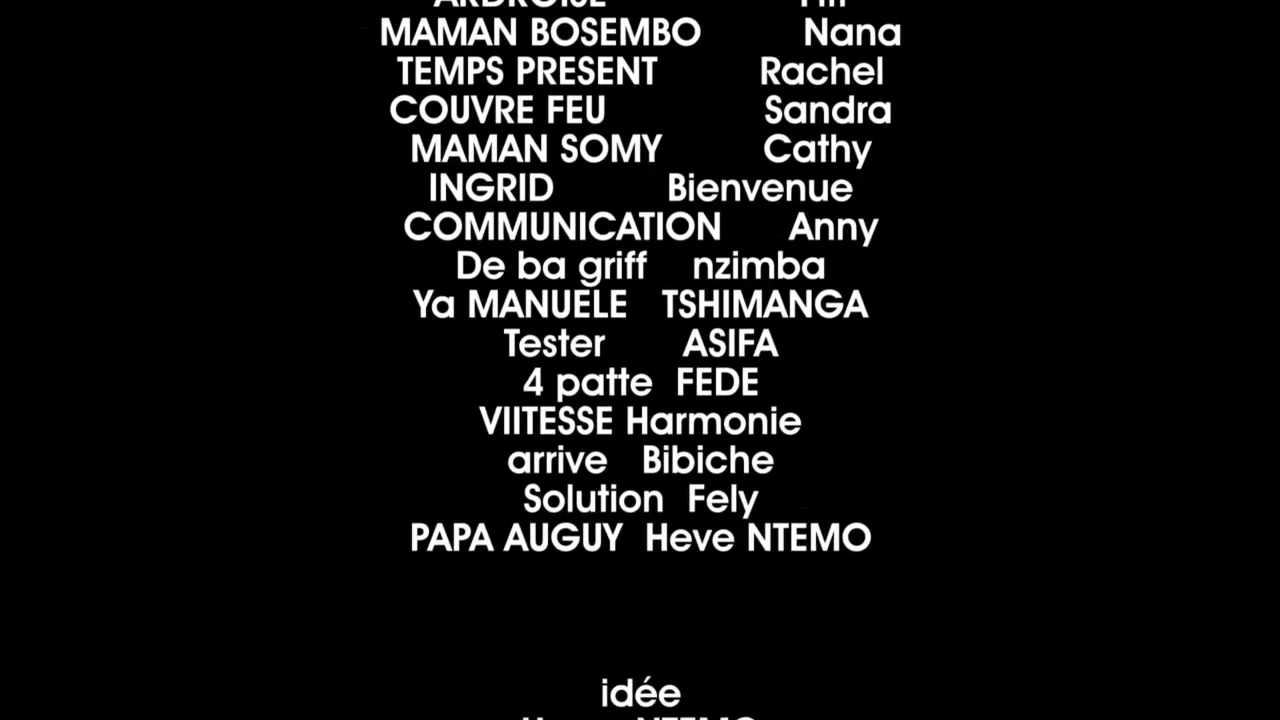 MAMAN BOSEMBO Nana
TEMPS PRESENT Rachel
COUVRE FEU Sandra
MAMAN SOMY Cathy
INGRID Bienvenue
COMMUNICATION Anny
De ba griff nzimba
Ya MANUELE TSHIMANGA
Tester ASIFA
4 patte FEDE
VIITESSE Harmonie
arrive Bibiche
Solution Fely
PAPA AUGUY Heve NTEMO
idée